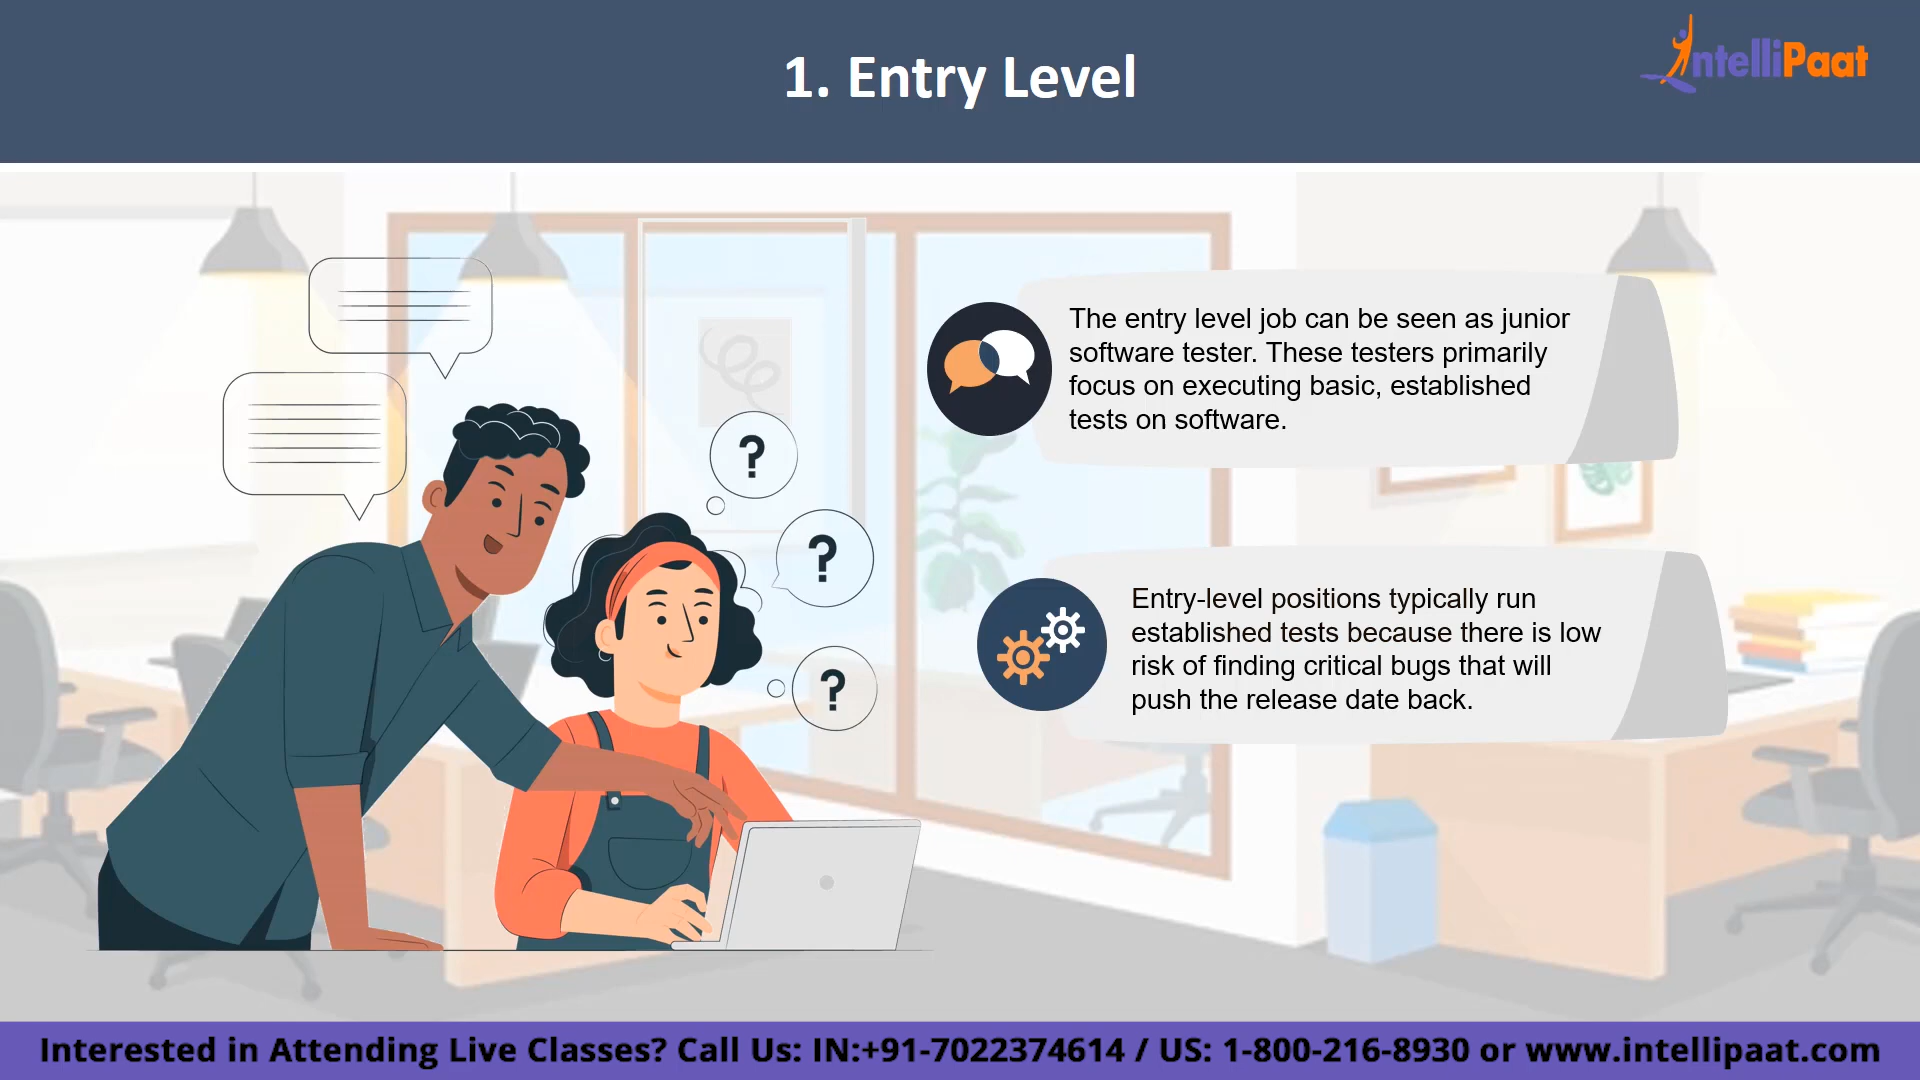 1. Entry Level
IntelliPaat
The entry level job can be seen as junior
software tester. These testers primarily
focus on executing basic, established
tests on software.
?
?
?
Entry-level positions typically run
established tests because there is low
risk of finding critical bugs that will
push the release date back.
Interested in Attending Live Classes? Call Us: IN:+91-7022374614 / US: 1-800-216-8930 or www.intellipaat.com